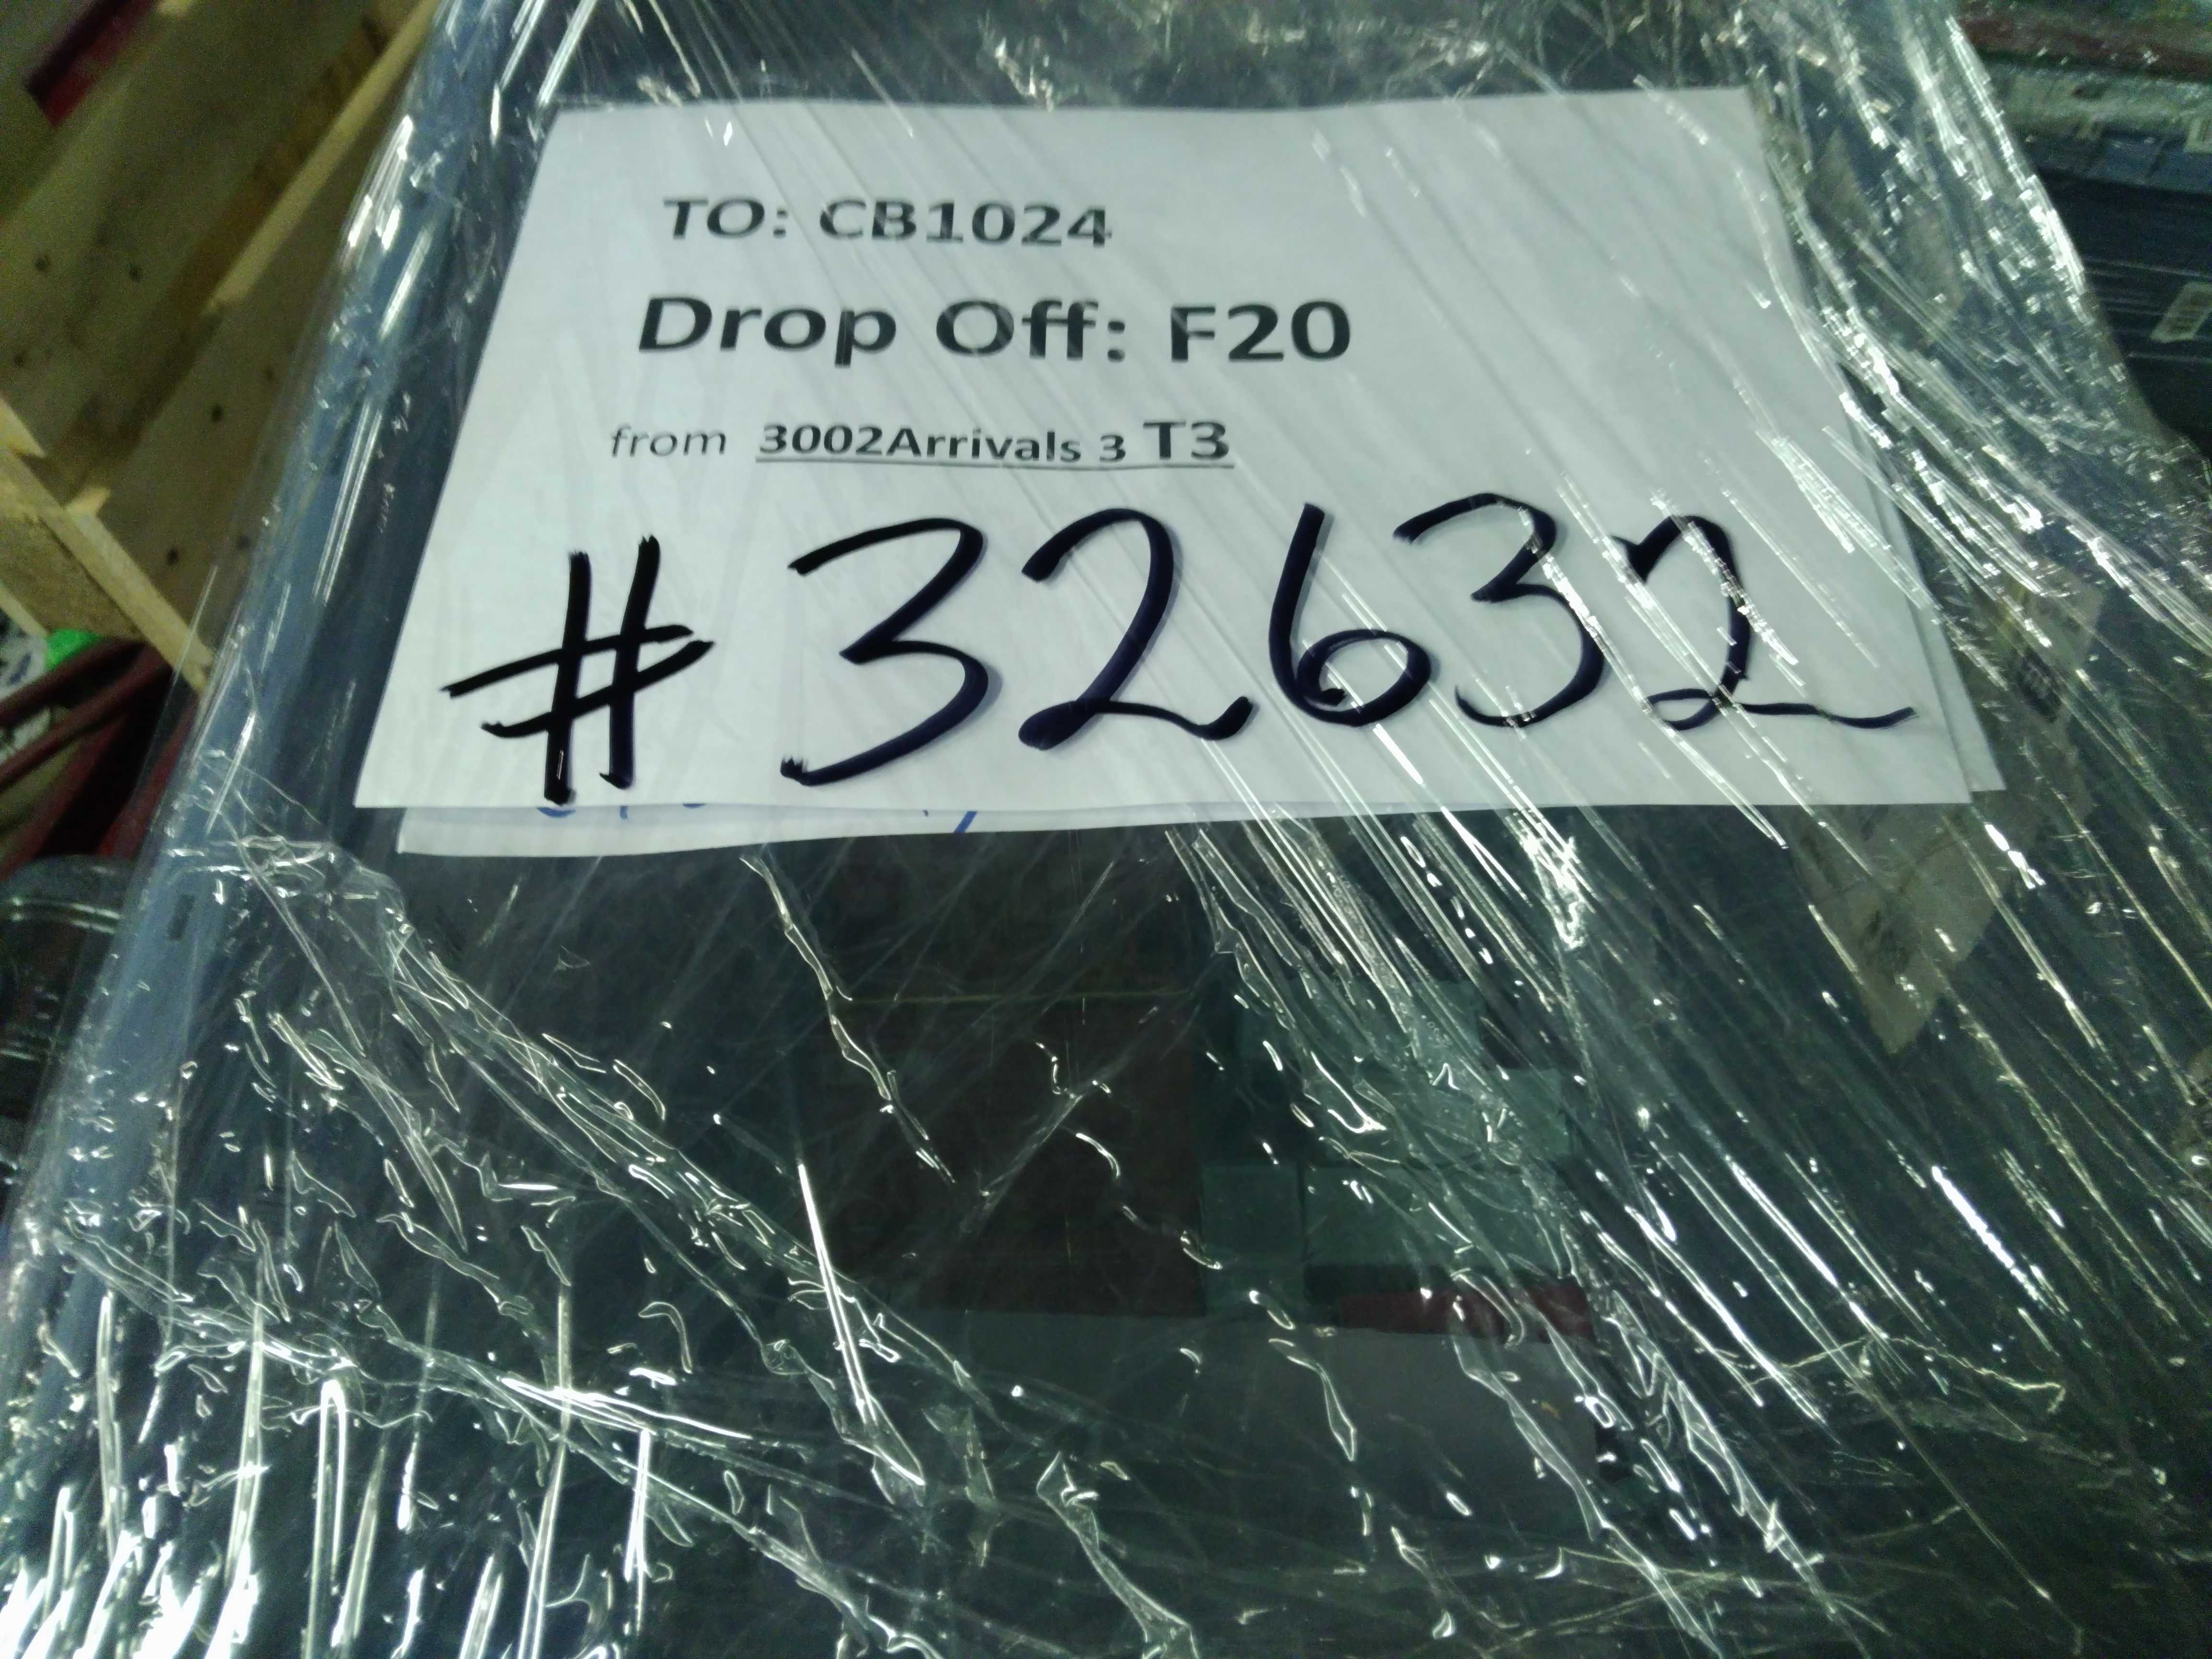 TO: CB1024
Drop Off: F20
from 3002Arrivals 3 T3
#32632